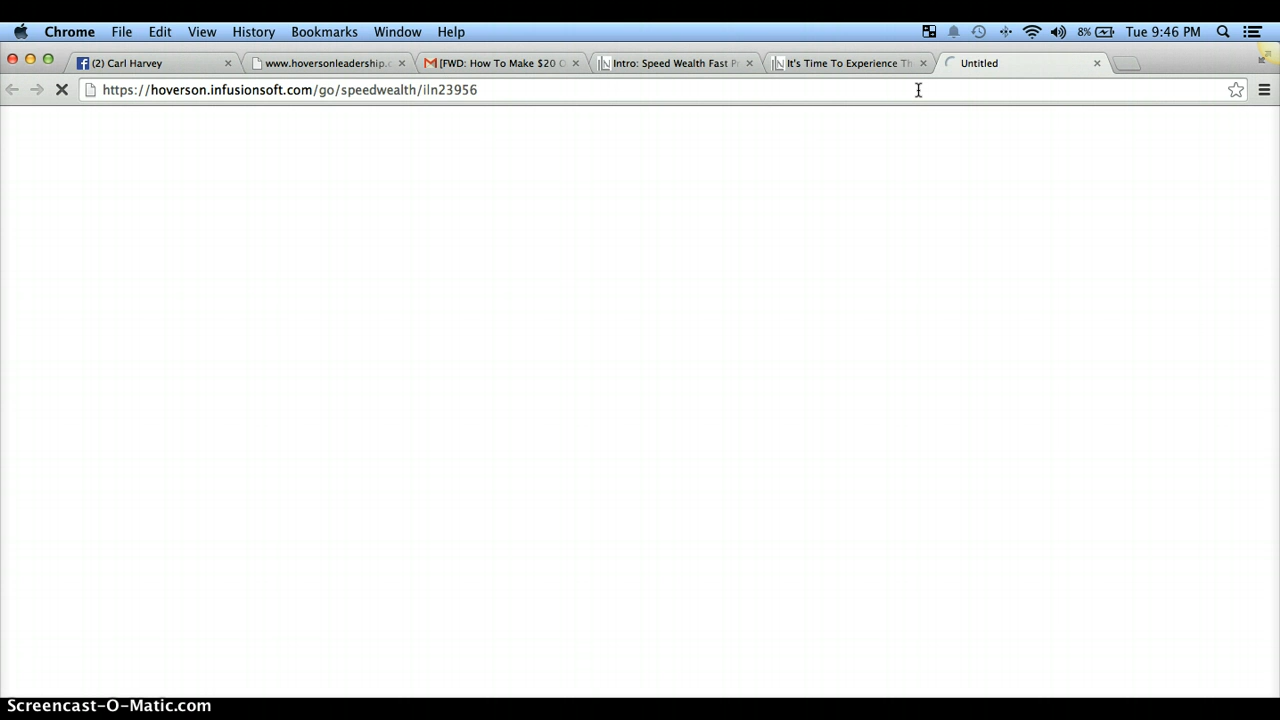 Chrome File Edit View History Bookmarks Window Help 8% Tue 9:46 PM
(2) Carl Harvey www.hoversonleadership.c [FWD: How To Make $20 O Intro: Speed Wealth Fast Pr It's Time To Experience Th Untitled
https://hoverson.infusionsoft.com/go/speedwealth/iln23956
Screencast-O-Matic.com